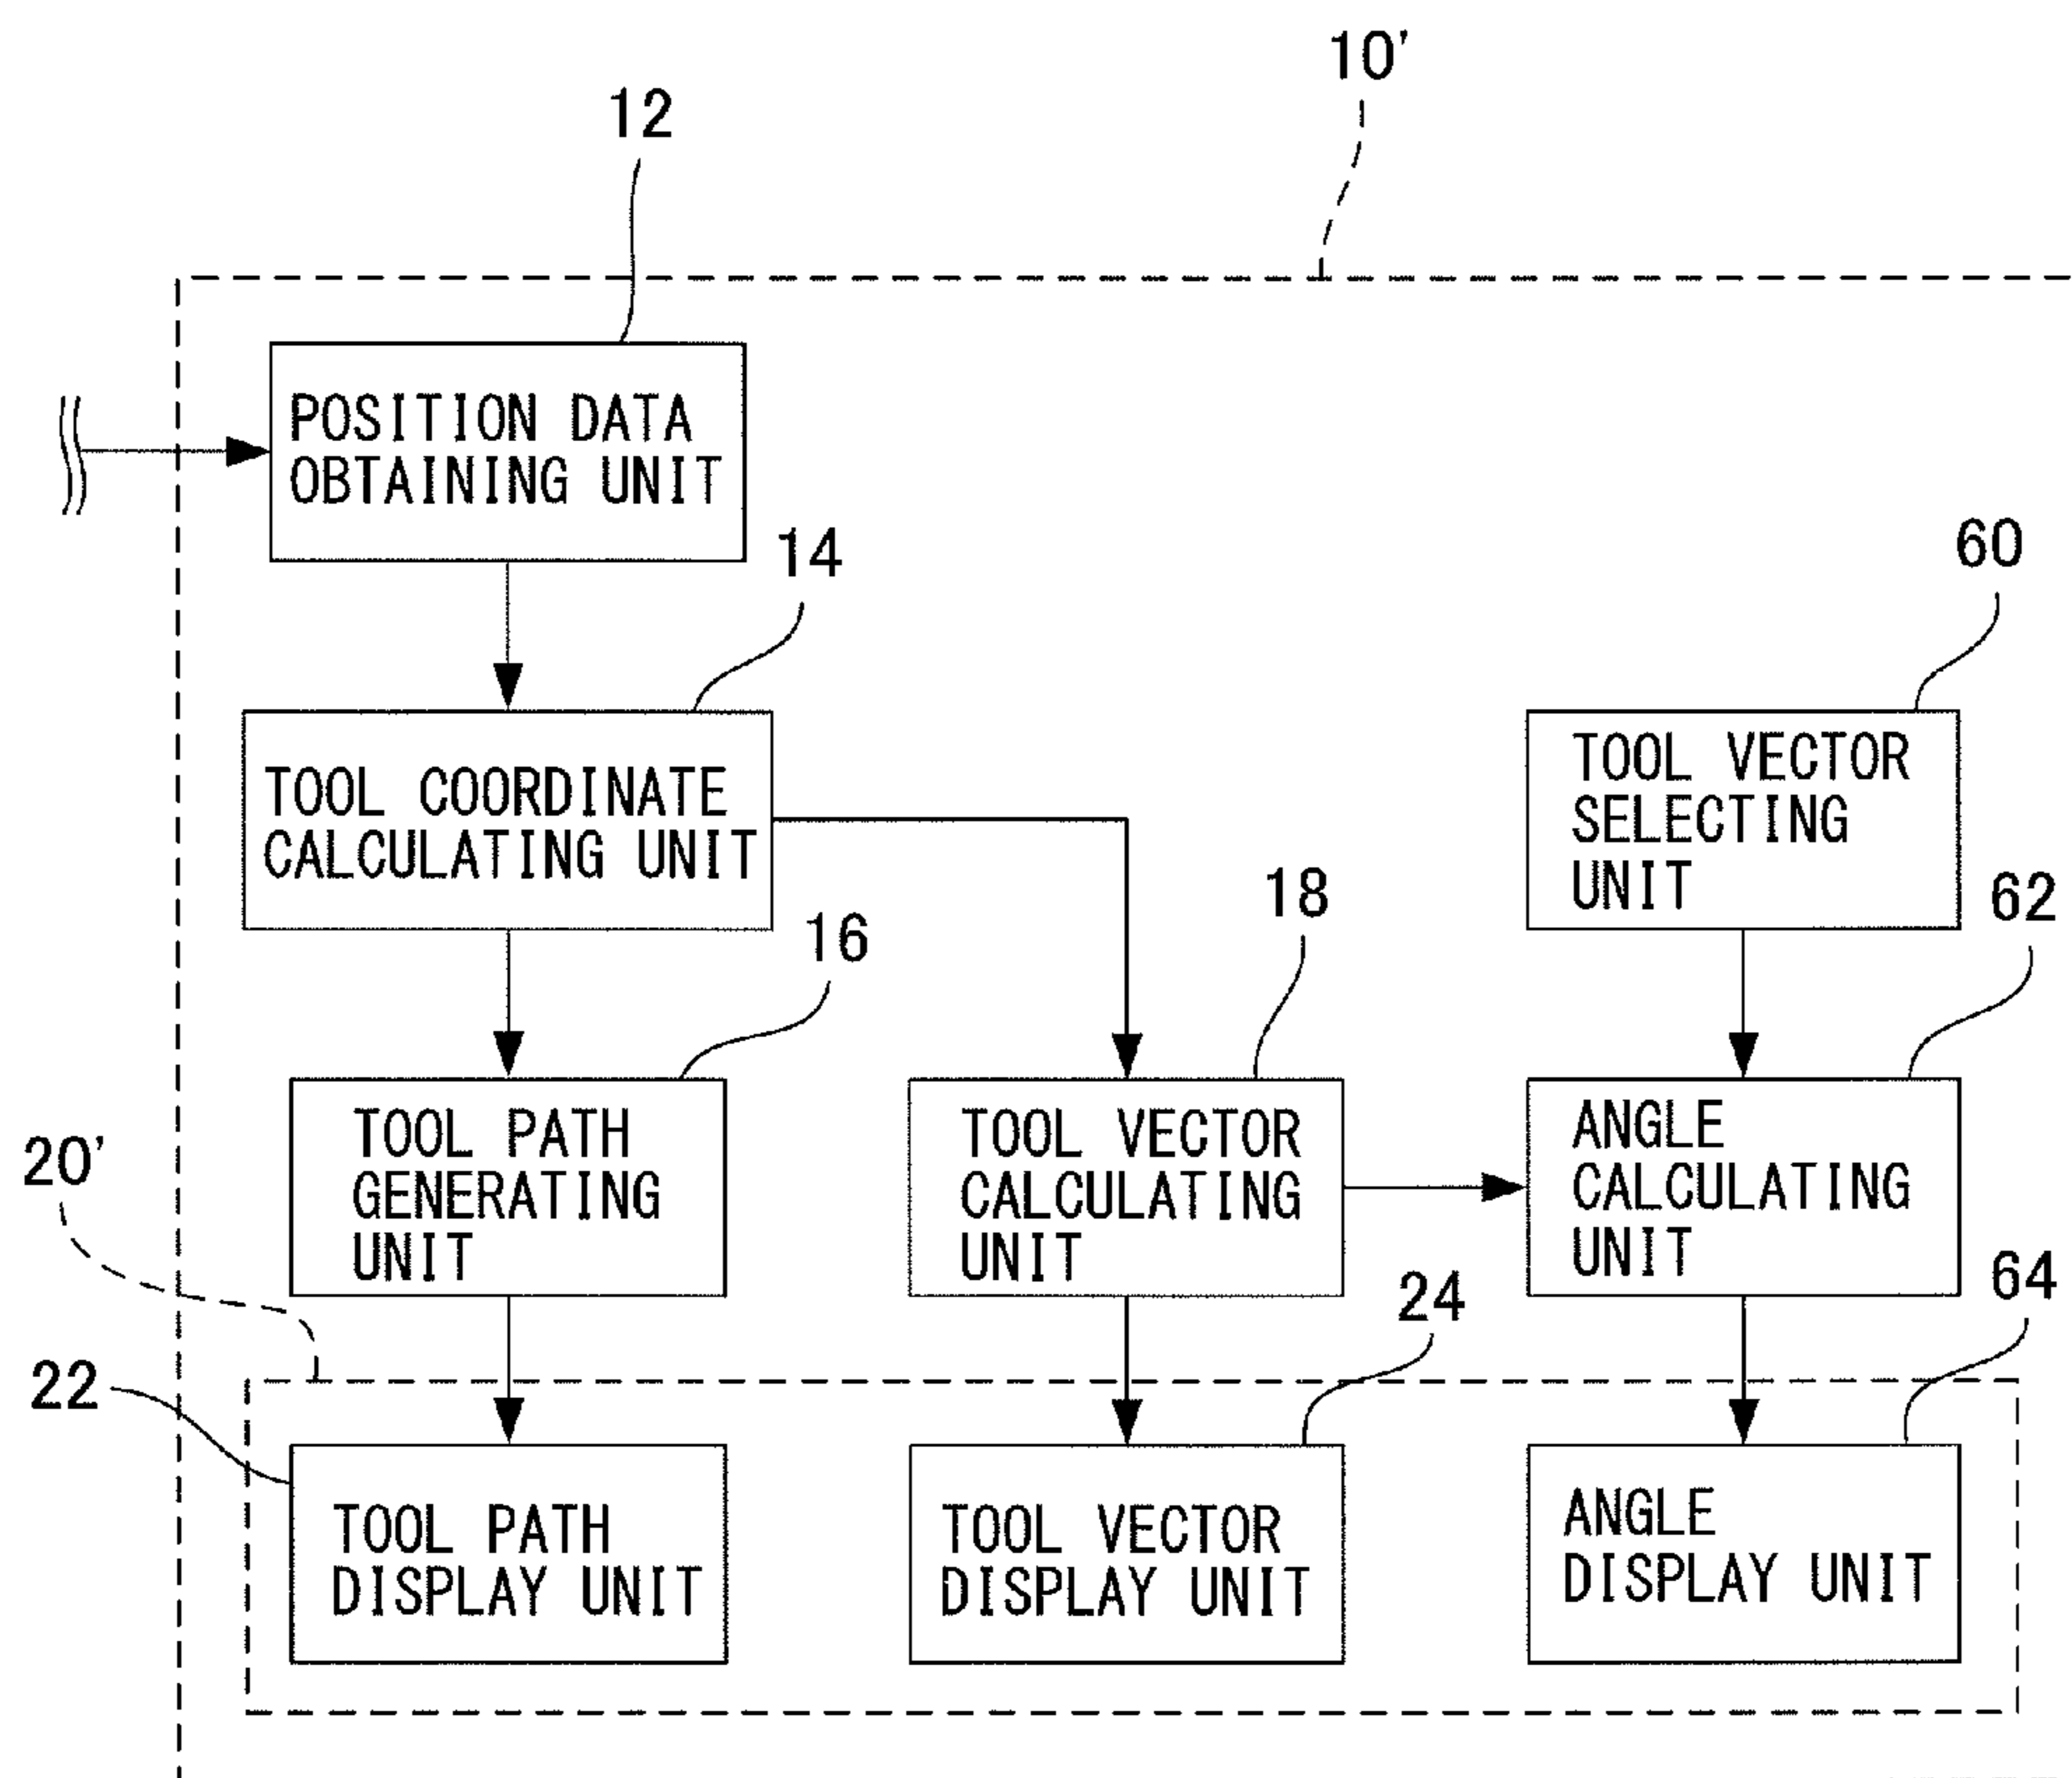 10'
12
POSITION DATA
OBTAINING UNIT
14
60
TOOL COORDINATE
CALCULATING UNIT
TOOL VECTOR
SELECTING
UNIT
16
18
62
TOOL PATH
GENERATING
UNIT
TOOL VECTOR
CALCULATING
UNIT
ANGLE
CALCULATING
UNIT
20'
22
24
64
TOOL PATH
DISPLAY UNIT
TOOL VECTOR
DISPLAY UNIT
ANGLE
DISPLAY UNIT